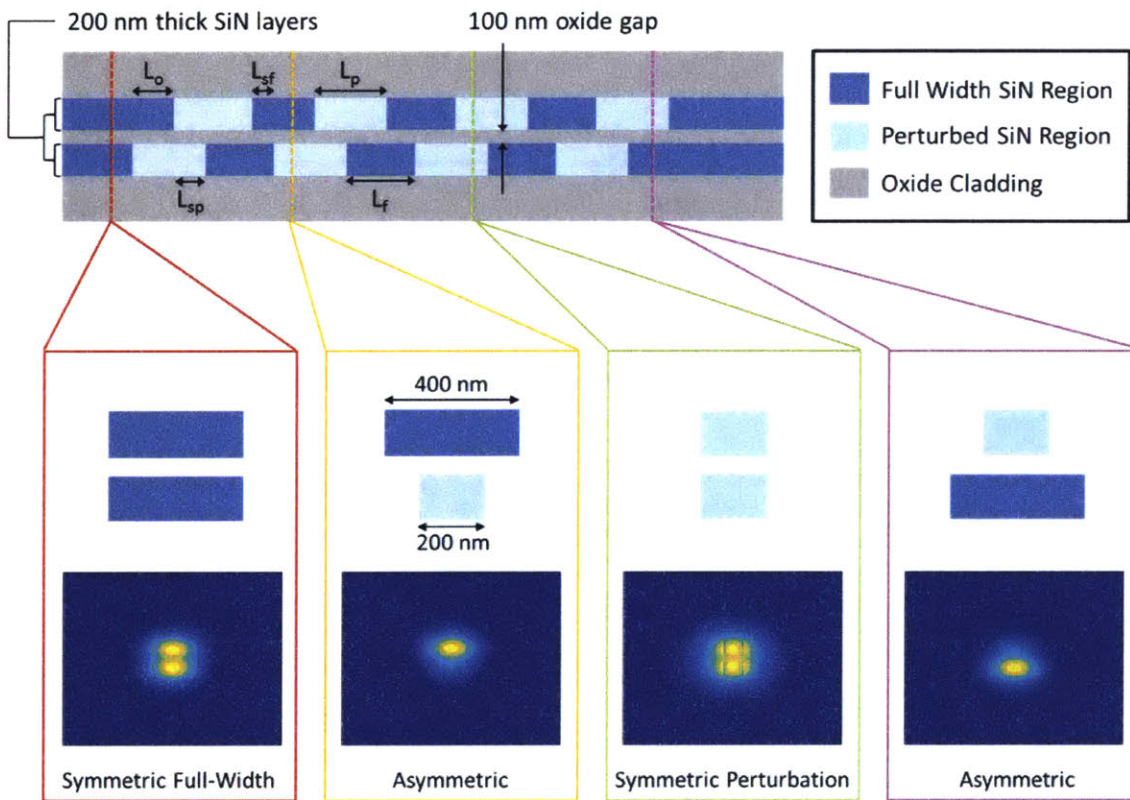 200 nm thick SiN layers
100 nm oxide gap
Lo
Lsf
Lp
Lsp
Lf
Full Width SiN Region
Perturbed SiN Region
Oxide Cladding
400 nm
200 nm
Symmetric Full-Width
Asymmetric
Symmetric Perturbation
Asymmetric